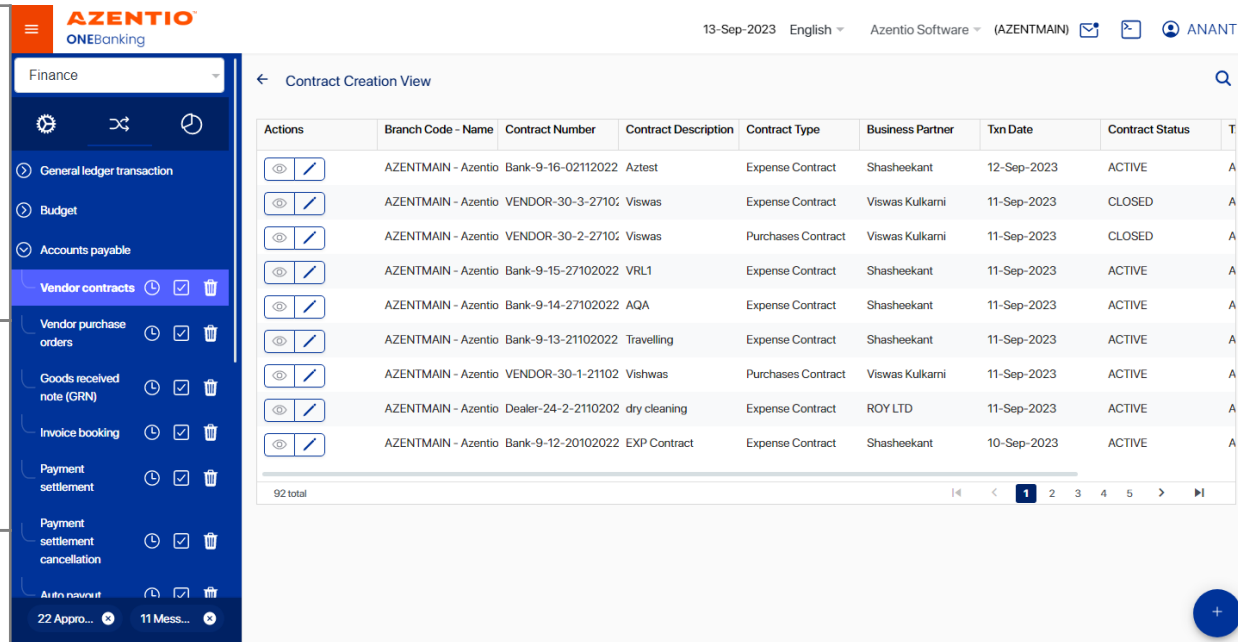 AZENTIO
ONEBanking
13-Sep-2023 English Azentio Software (AZENTMAIN) ANANT
Finance
General ledger transaction
Budget
Accounts payable
Vendor contracts
Vendor purchase
orders
Goods received
note (GRN)
Invoice booking
Payment
settlement
Payment
settlement
cancellation
Auto payout
22 Appro... 11 Mess...
Contract Creation View
Actions Branch Code - Name Contract Number Contract Description Contract Type Business Partner Txn Date Contract Status T
AZENTMAIN - Azentio Bank-9-16-02112022 Aztest Expense Contract Shasheekant 12-Sep-2023 ACTIVE A
AZENTMAIN - Azentio VENDOR-30-3-27102 Viswas Expense Contract Viswas Kulkarni 11-Sep-2023 CLOSED A
AZENTMAIN - Azentio VENDOR-30-2-27102 Viswas Purchases Contract Viswas Kulkarni 11-Sep-2023 CLOSED A
AZENTMAIN - Azentio Bank-9-15-27102022 VRL1 Expense Contract Shasheekant 11-Sep-2023 ACTIVE A
AZENTMAIN - Azentio Bank-9-14-27102022 AQA Expense Contract Shasheekant 11-Sep-2023 ACTIVE A
AZENTMAIN - Azentio Bank-9-13-21102022 Travelling Expense Contract Shasheekant 11-Sep-2023 ACTIVE A
AZENTMAIN - Azentio VENDOR-30-1-21102 Vishwas Purchases Contract Viswas Kulkarni 11-Sep-2023 ACTIVE A
AZENTMAIN - Azentio Dealer-24-2-2110202 dry cleaning Expense Contract ROY LTD 11-Sep-2023 ACTIVE A
AZENTMAIN - Azentio Bank-9-12-20102022 EXP Contract Expense Contract Shasheekant 10-Sep-2023 ACTIVE A
92 total 1 2 3 4 5